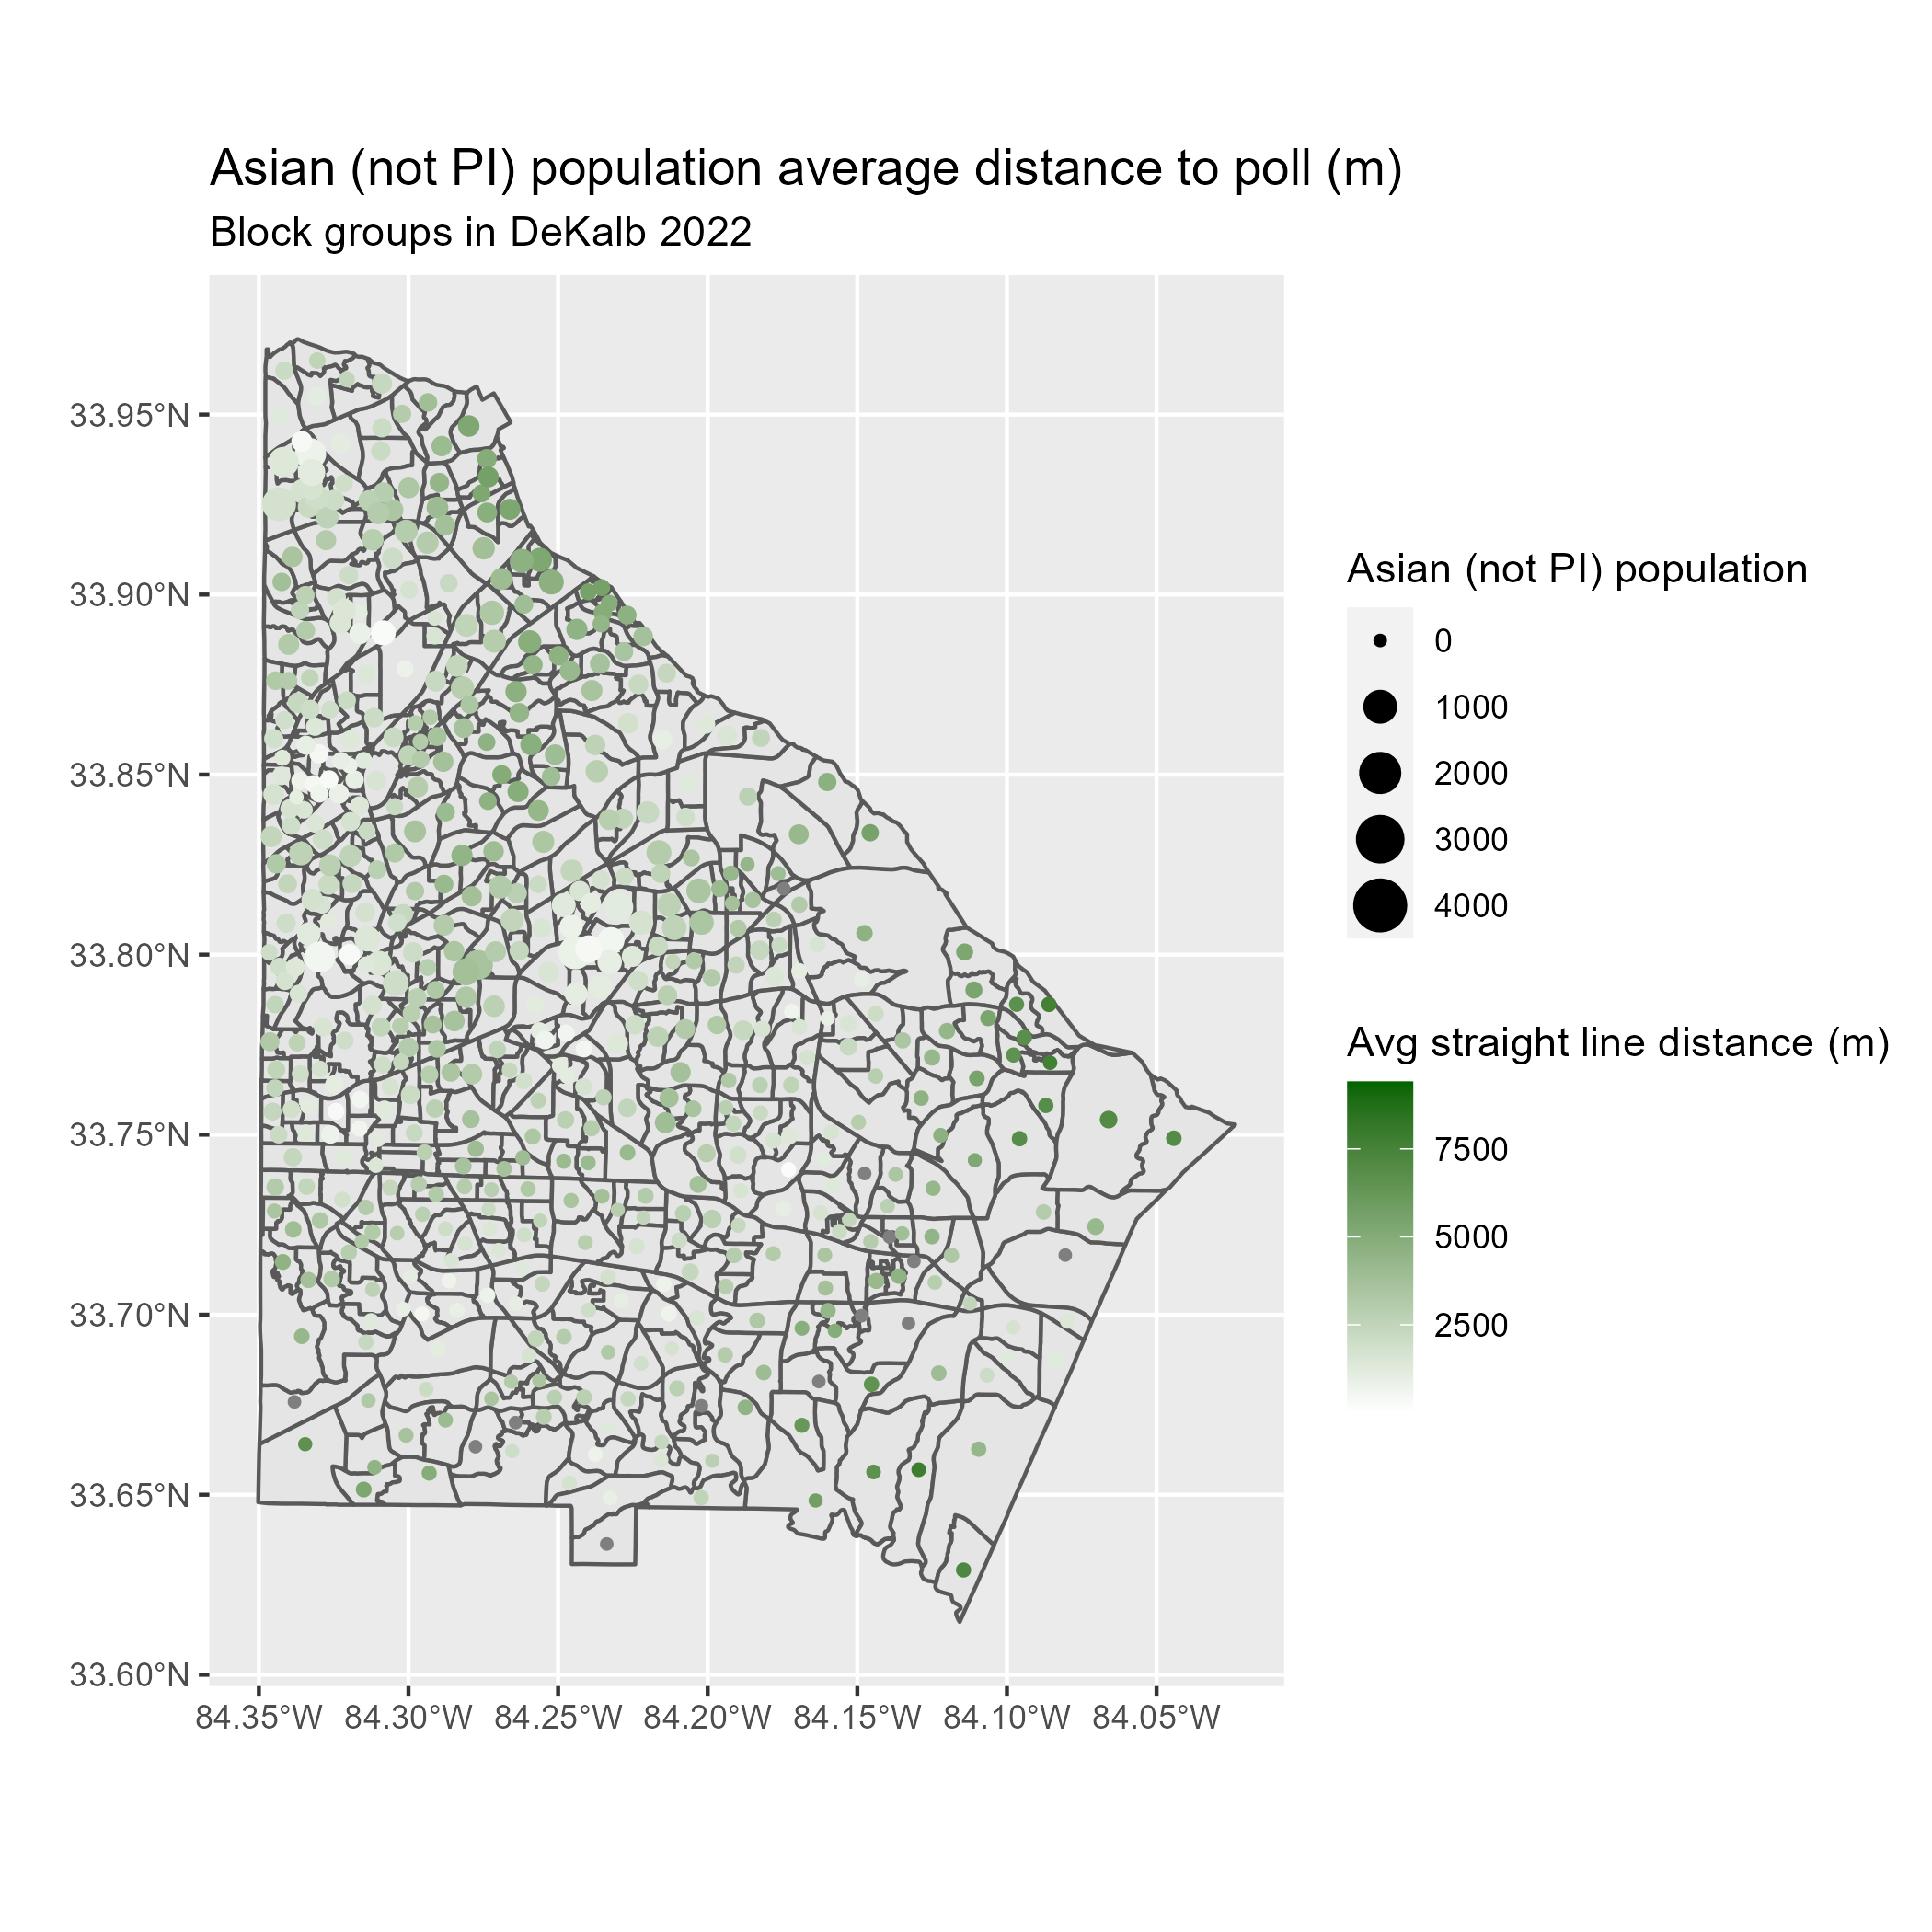 Asian (not PI) population average distance to poll (m)
Block groups in DeKalb 2022
33.95°N
33.90°N
33.85°N
33.80°N
33.75°N
33.70°N
33.65°N
33.60°N
84.35°W 84.30°W 84.25°W 84.20°W 84.15°W 84.10°W 84.05°W
Asian (not PI) population
0
1000
2000
3000
4000
Avg straight line distance (m)
7500
5000
2500